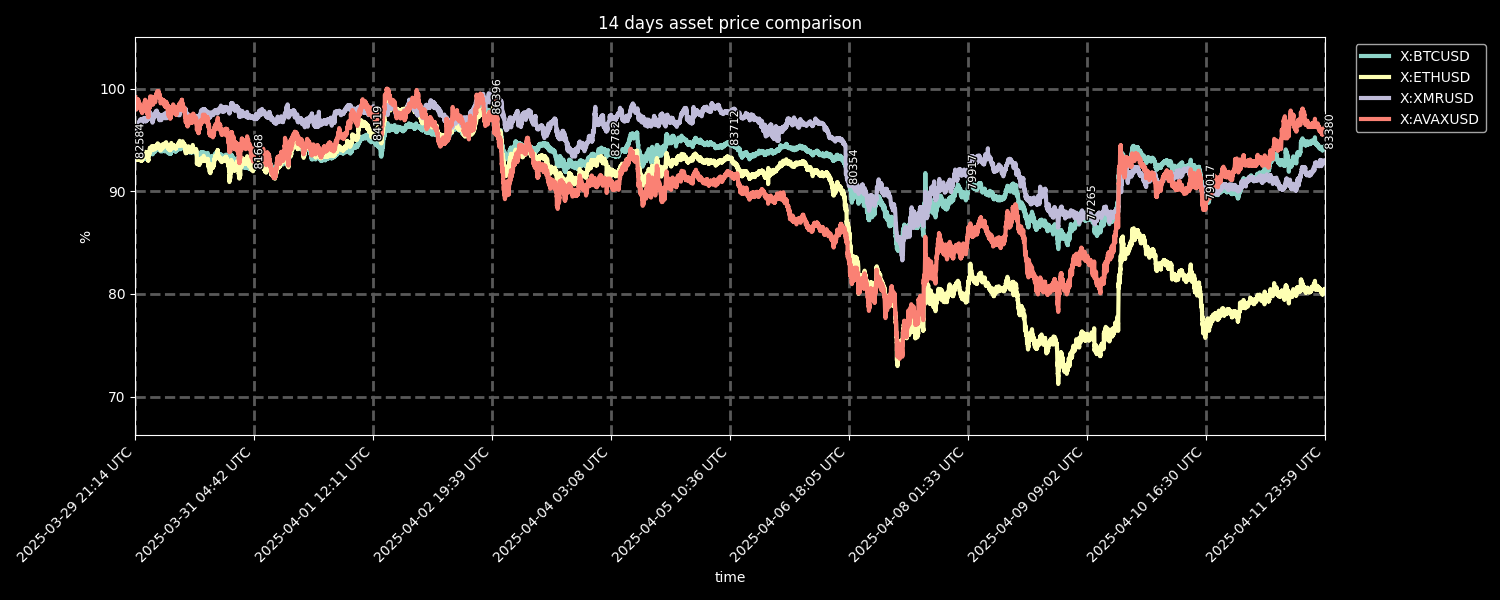 14 days asset price comparison
X:BTCUSD
X:ETHUSD
X:XMRUSD
X:AVAXUSD
100
90
80
70
%
82584
81668
84119
86396
82782
83712
80354
79917
77265
79017
83380
2025-03-29 21:14 UTC
2025-03-31 04:42 UTC
2025-04-01 12:11 UTC
2025-04-02 19:39 UTC
2025-04-04 03:08 UTC
2025-04-05 10:36 UTC
2025-04-06 18:05 UTC
2025-04-08 01:33 UTC
2025-04-09 09:02 UTC
2025-04-10 16:30 UTC
2025-04-11 23:59 UTC
time